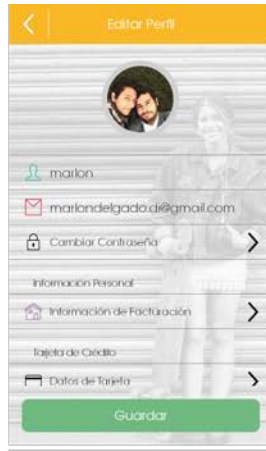 Editar Perfil
marlon
marlondelgado.di@gmail.com
Cambiar Contraseña
Información Personal
Información de Facturación
Tarjeta de Crédito
Datos de Tarjeta
Guardar